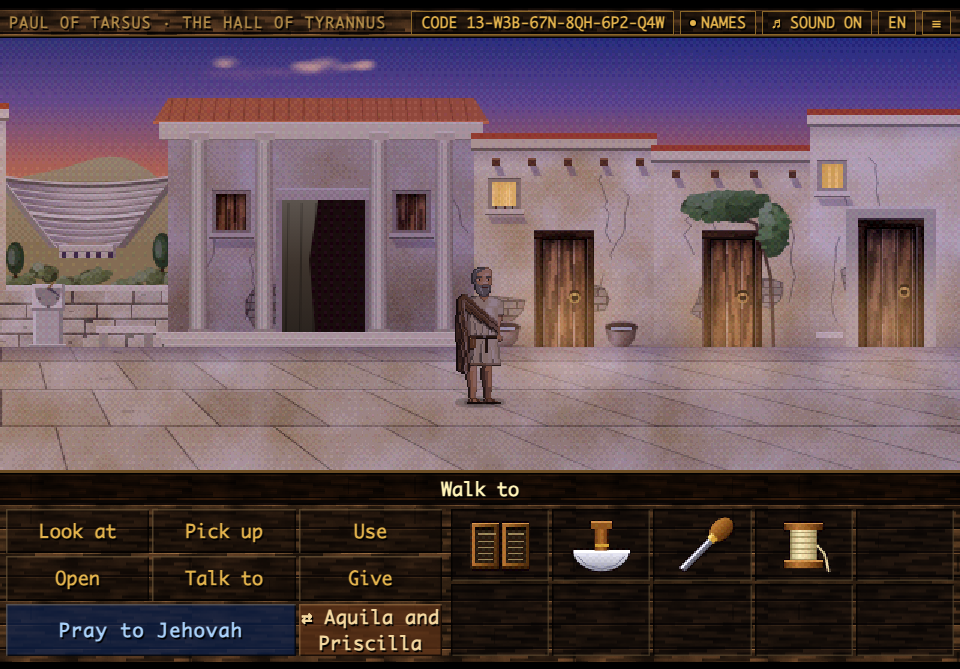 PAUL OF TARSUS · THE HALL OF TYRANNUS
CODE 13-W3B-67N-8QH-6P2-Q4W
• NAMES
♬ SOUND ON
EN
≡
Walk to
Look at
Pick up
Use
Open
Talk to
Give
Pray to Jehovah
⇄ Aquila and
Priscilla